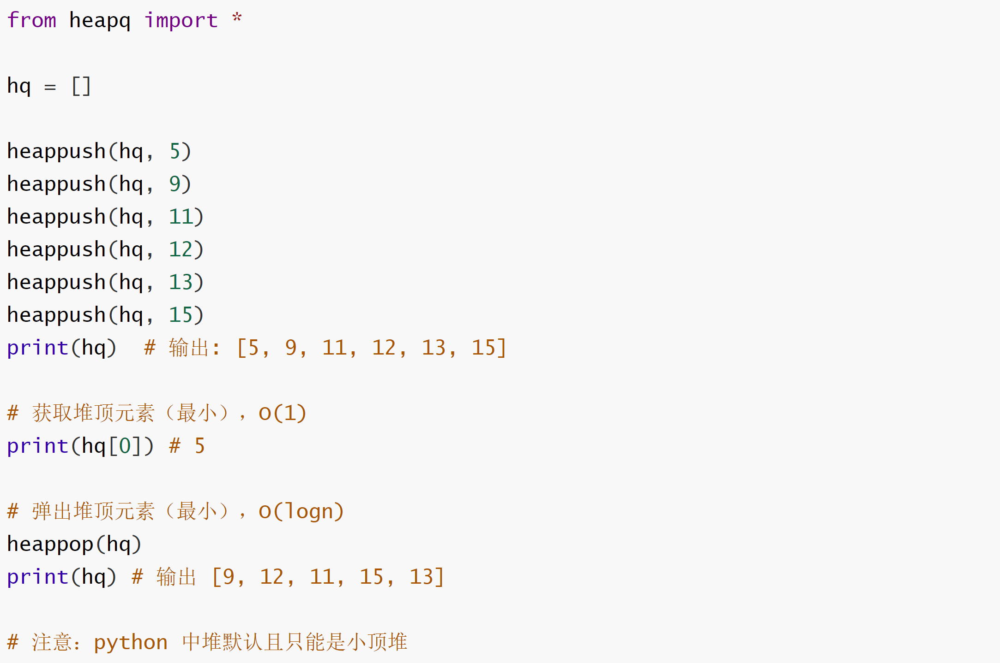 from heapq import *
hq = []
heappush(hq, 5)
heappush(hq, 9)
heappush(hq, 11)
heappush(hq, 12)
heappush(hq, 13)
heappush(hq, 15)
print(hq)  # 输出: [5, 9, 11, 12, 13, 15]
# 获取堆顶元素（最小），O(1)
print(hq[0]) # 5
# 弹出堆顶元素（最小），O(logn)
heappop(hq)
print(hq) # 输出 [9, 12, 11, 15, 13]
# 注意：python 中堆默认且只能是小顶堆